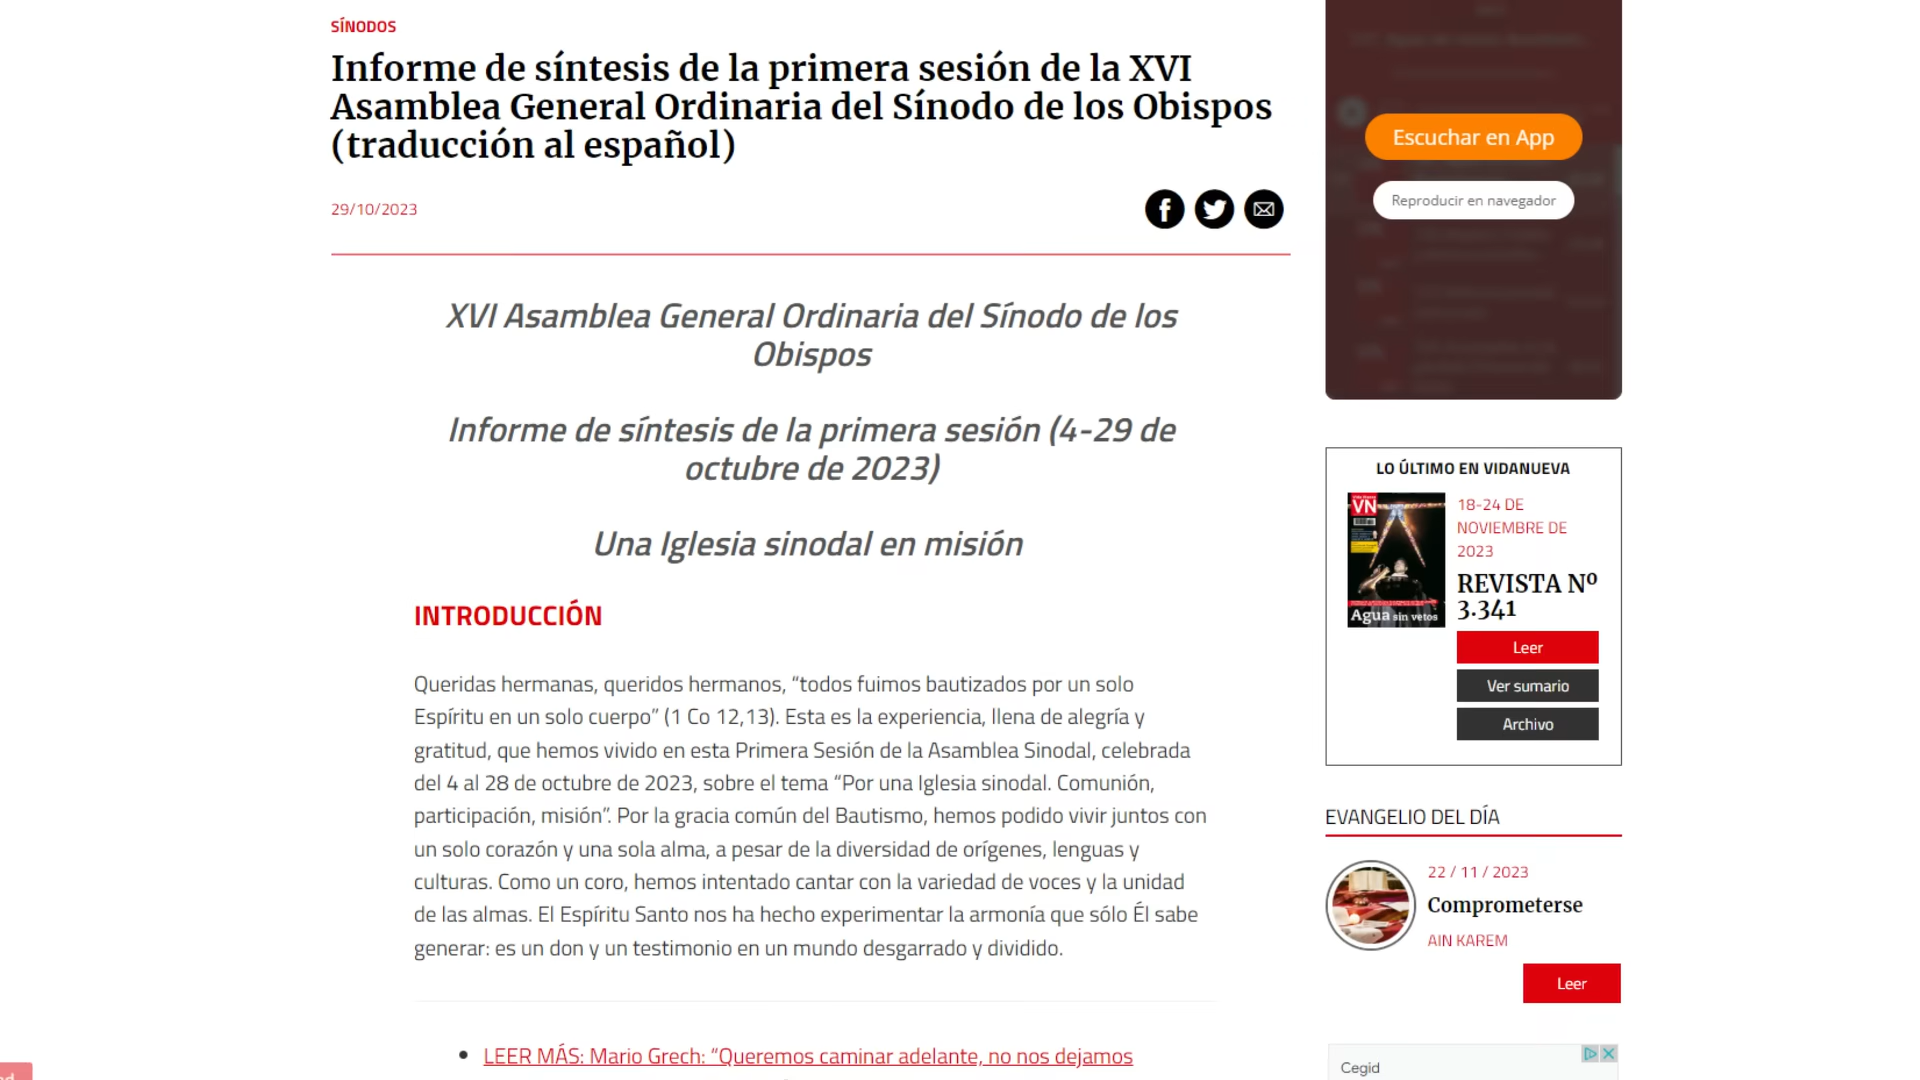 SÍNODOS
Informe de síntesis de la primera sesión de la XVI
Asamblea General Ordinaria del Sínodo de los Obispos
(traducción al español)
29/10/2023
XVI Asamblea General Ordinaria del Sínodo de los
Obispos
Informe de síntesis de la primera sesión (4-29 de
octubre de 2023)
Una Iglesia sinodal en misión
INTRODUCCIÓN
Queridas hermanas, queridos hermanos, “todos fuimos bautizados por un solo
Espíritu en un solo cuerpo” (1 Co 12,13). Esta es la experiencia, llena de alegría y
gratitud, que hemos vivido en esta Primera Sesión de la Asamblea Sinodal, celebrada
del 4 al 28 de octubre de 2023, sobre el tema “Por una Iglesia sinodal. Comunión,
participación, misión”. Por la gracia común del Bautismo, hemos podido vivir juntos con
un solo corazón y una sola alma, a pesar de la diversidad de orígenes, lenguas y
culturas. Como un coro, hemos intentado cantar con la variedad de voces y la unidad
de las almas. El Espíritu Santo nos ha hecho experimentar la armonía que sólo Él sabe
generar: es un don y un testimonio en un mundo desgarrado y dividido.
LEER MÁS: Mario Grech: “Queremos caminar adelante, no nos dejamos
Escuchar en App
Reproducir en navegador
LO ÚLTIMO EN VIDANUEVA
VN
Agua sin vetos
18-24 DE
NOVIEMBRE DE
2023
REVISTA Nº
3.341
Leer
Ver sumario
Archivo
EVANGELIO DEL DÍA
22 / 11 / 2023
Comprometerse
AIN KAREM
Leer
Cegid